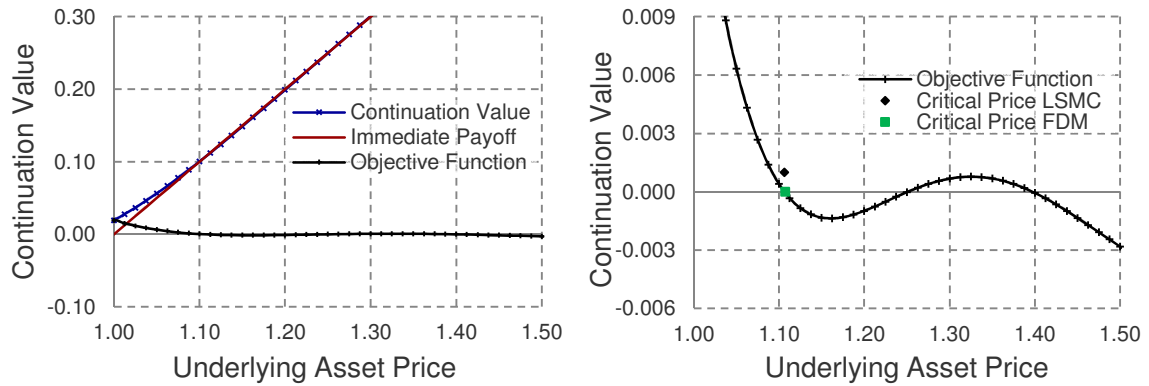 Continuation Value
0.30
0.20
0.10
0.00
-0.10
Continuation Value
Immediate Payoff
Objective Function
1.00
1.10
1.20
1.30
1.40
1.50
Underlying Asset Price
Continuation Value
0.009
0.006
0.003
0.000
-0.003
-0.006
Objective Function
Critical Price LSMC
Critical Price FDM
1.00
1.10
1.20
1.30
1.40
1.50
Underlying Asset Price